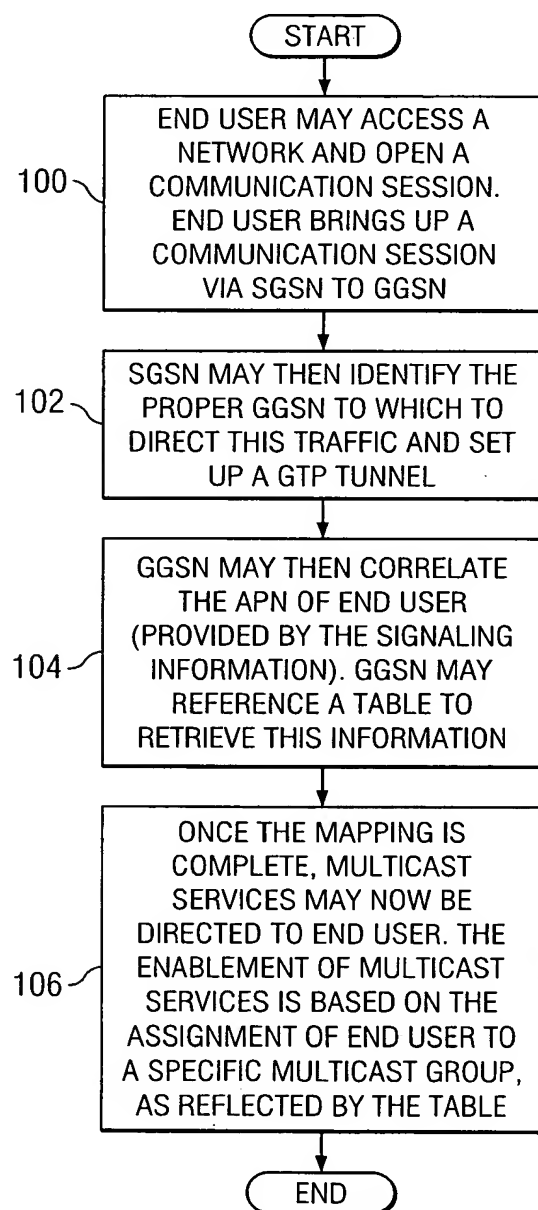 START
100
END USER MAY ACCESS A
NETWORK AND OPEN A
COMMUNICATION SESSION.
END USER BRINGS UP A
COMMUNICATION SESSION
VIA SGSN TO GGSN
102
SGSN MAY THEN IDENTIFY THE
PROPER GGSN TO WHICH TO
DIRECT THIS TRAFFIC AND SET
UP A GTP TUNNEL
104
GGSN MAY THEN CORRELATE
THE APN OF END USER
(PROVIDED BY THE SIGNALING
INFORMATION). GGSN MAY
REFERENCE A TABLE TO
RETRIEVE THIS INFORMATION
106
ONCE THE MAPPING IS
COMPLETE, MULTICAST
SERVICES MAY NOW BE
DIRECTED TO END USER. THE
ENABLEMENT OF MULTICAST
SERVICES IS BASED ON THE
ASSIGNMENT OF END USER TO
A SPECIFIC MULTICAST GROUP,
AS REFLECTED BY THE TABLE
END